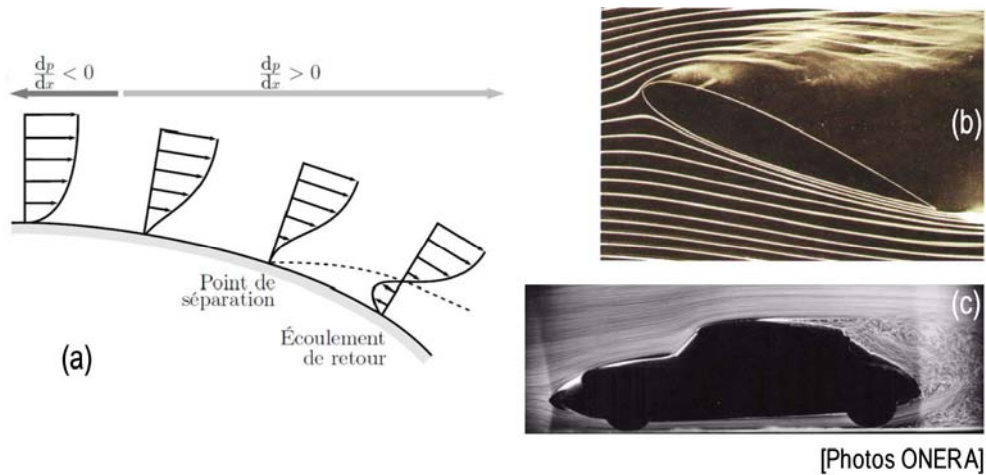 dp/dx < 0
dp/dx > 0
Point de
séparation
Écoulement
de retour
(a)
(b)
(c)
[Photos ONERA]